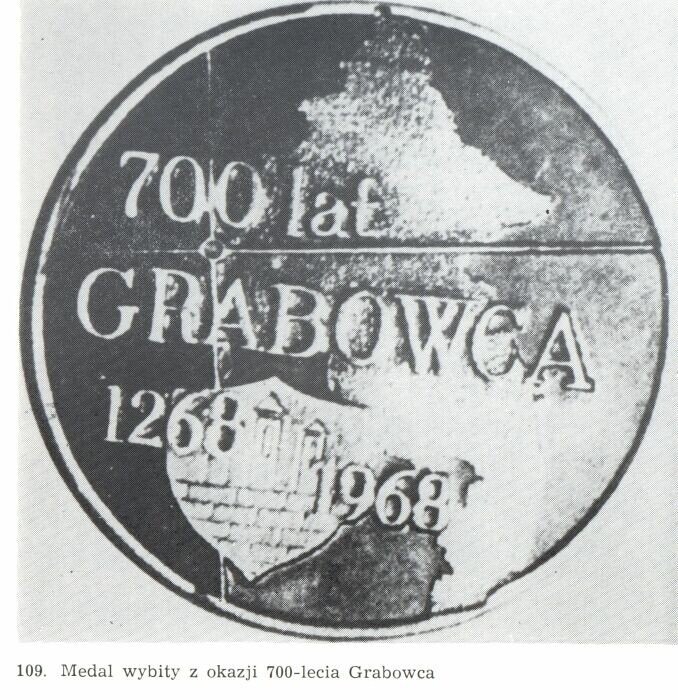 700 lat
GRABOWCA
1268
1968
109. Medal wybity z okazji 700-lecia Grabowca